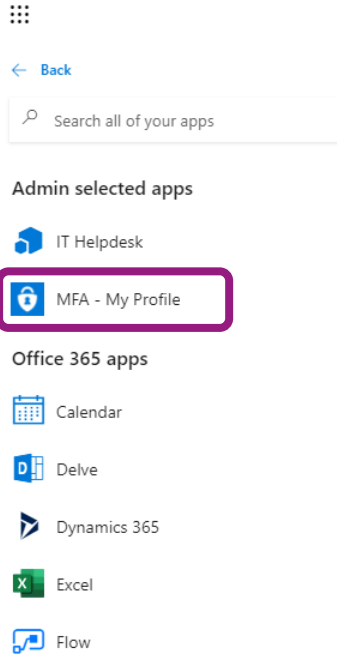 Back
Search all of your apps
Admin selected apps
IT Helpdesk
MFA - My Profile
Office 365 apps
Calendar
D
Delve
Dynamics 365
X
Excel
Flow